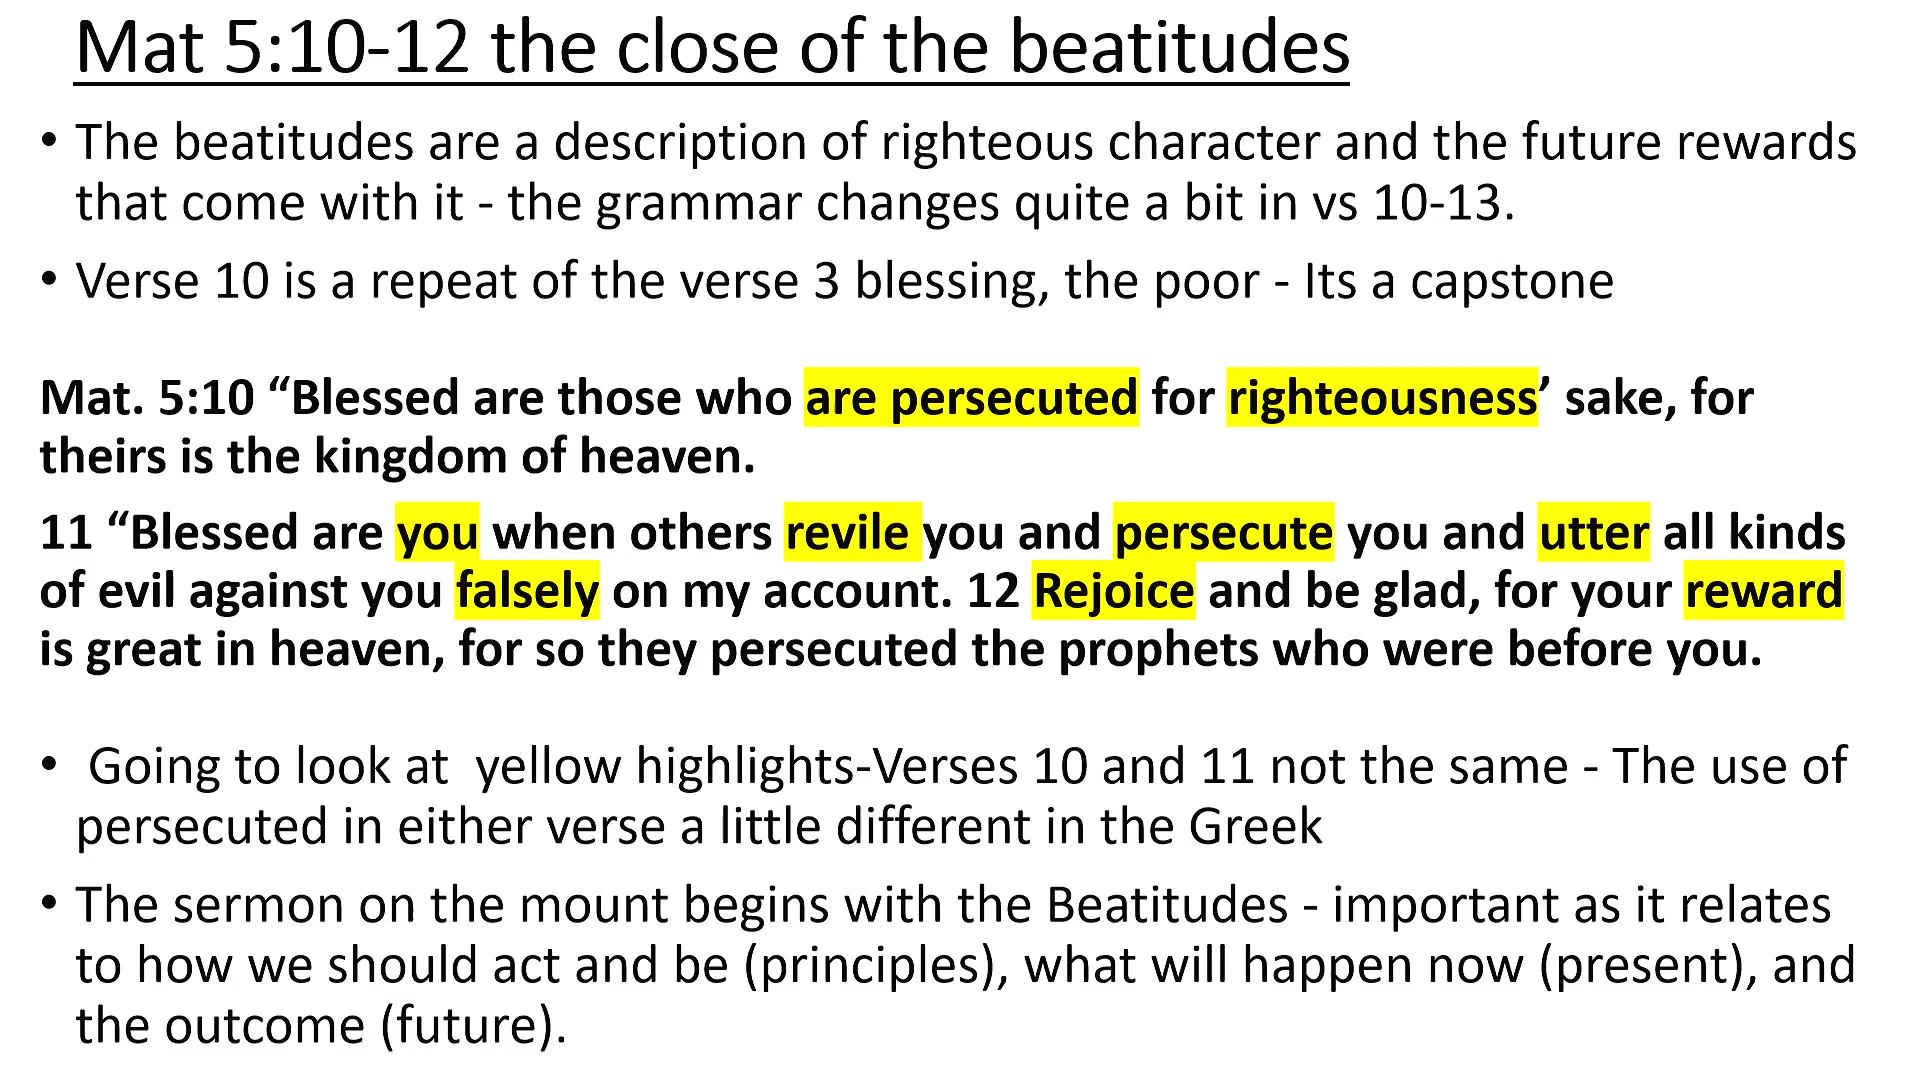 Mat 5:10-12 the close of the beatitudes
• The beatitudes are a description of righteous character and the future rewards
that come with it - the grammar changes quite a bit in vs 10-13.
• Verse 10 is a repeat of the verse 3 blessing, the poor - Its a capstone
Mat. 5:10 “Blessed are those who are persecuted for righteousness’ sake, for
theirs is the kingdom of heaven.
11 “Blessed are you when others revile you and persecute you and utter all kinds
of evil against you falsely on my account. 12 Rejoice and be glad, for your reward
is great in heaven, for so they persecuted the prophets who were before you.
• Going to look at yellow highlights-Verses 10 and 11 not the same - The use of
persecuted in either verse a little different in the Greek
• The sermon on the mount begins with the Beatitudes - important as it relates
to how we should act and be (principles), what will happen now (present), and
the outcome (future).